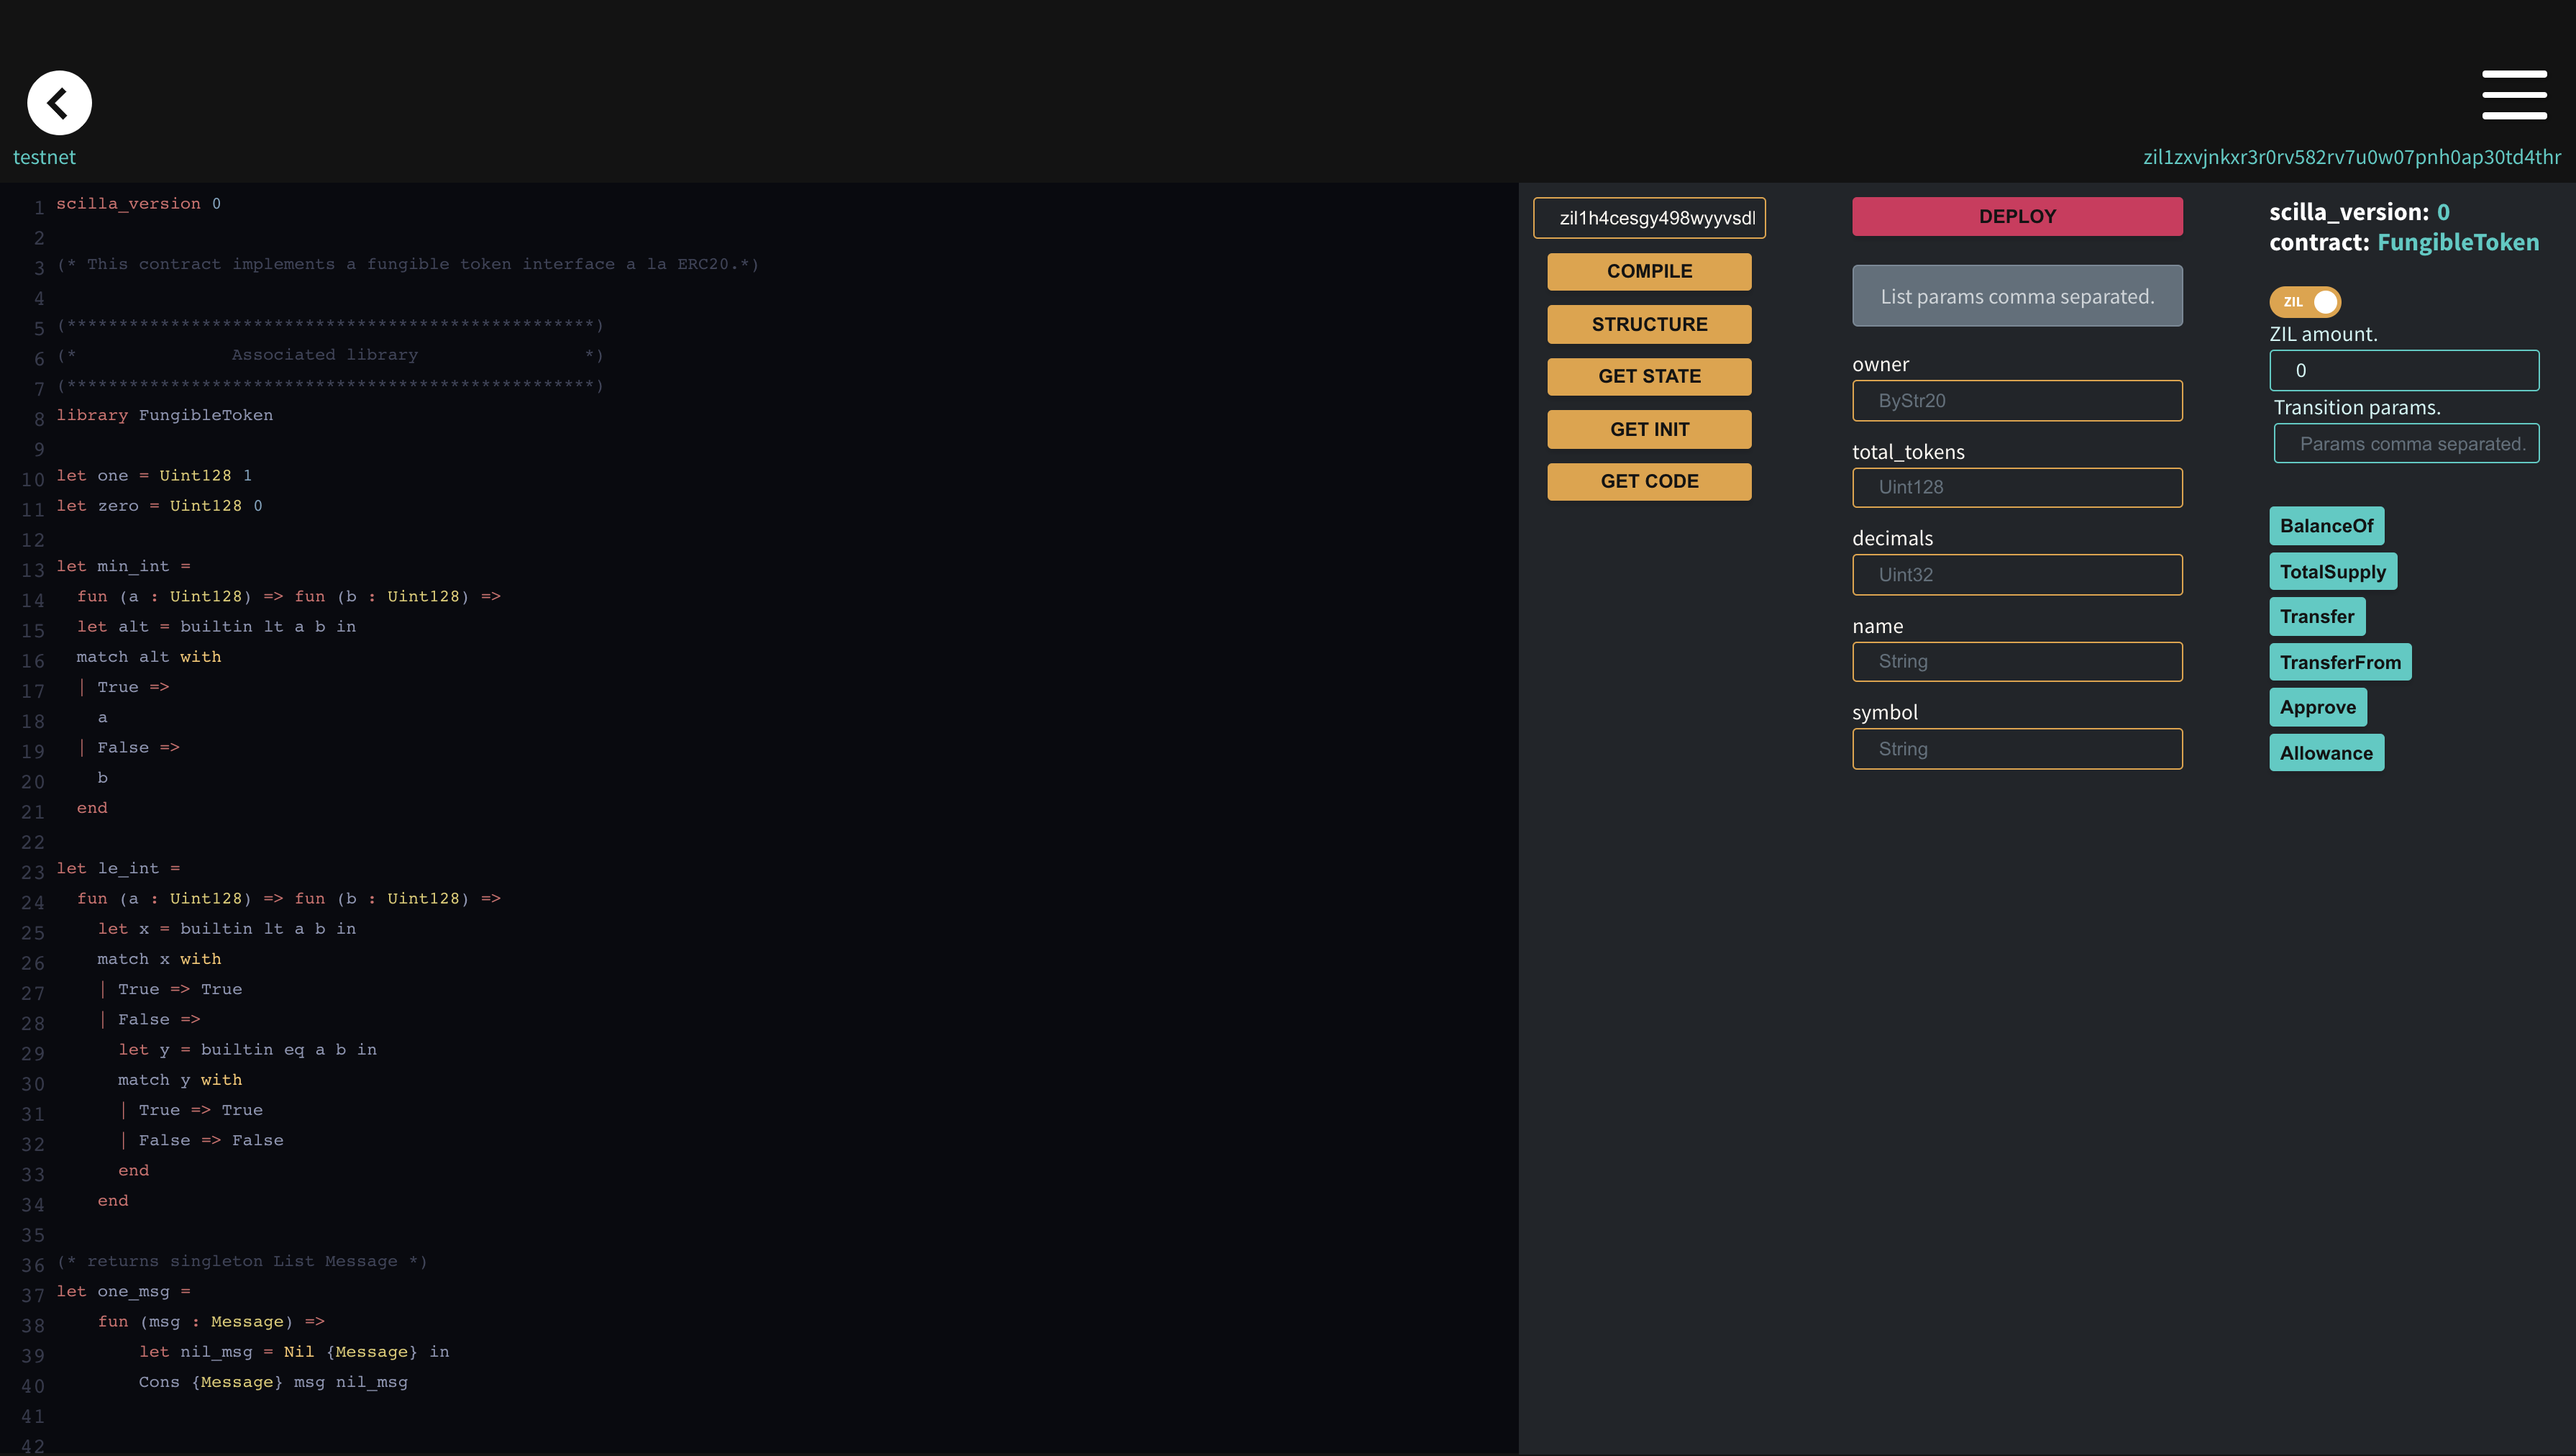 testnet
zil1zxvjnkxr3r0rv582rv7u0w07pnh0ap30td4thr
1 scilla_version 0
2
3 (* This contract implements a fungible token interface a la ERC20.*)
4
5 (***************************************************)
6 (*               Associated library                *)
7 (***************************************************)
8 library FungibleToken
9
10 let one = Uint128 1
11 let zero = Uint128 0
12
13 let min_int =
14   fun (a : Uint128) => fun (b : Uint128) =>
15   let alt = builtin lt a b in
16   match alt with
17   | True =>
18     a
19   | False =>
20     b
21   end
22
23 let le_int =
24   fun (a : Uint128) => fun (b : Uint128) =>
25     let x = builtin lt a b in
26     match x with
27     | True => True
28     | False =>
29       let y = builtin eq a b in
30       match y with
31       | True => True
32       | False => False
33       end
34     end
35
36 (* returns singleton List Message *)
37 let one_msg =
38     fun (msg : Message) =>
39         let nil_msg = Nil {Message} in
40         Cons {Message} msg nil_msg
41
42
zil1h4cesgy498wyyvsdl
COMPILE
STRUCTURE
GET STATE
GET INIT
GET CODE
DEPLOY
List params comma separated.
owner
ByStr20
total_tokens
Uint128
decimals
Uint32
name
String
symbol
String
scilla_version: 0
contract: FungibleToken
ZIL
ZIL amount.
0
Transition params.
Params comma separated.
BalanceOf
TotalSupply
Transfer
TransferFrom
Approve
Allowance